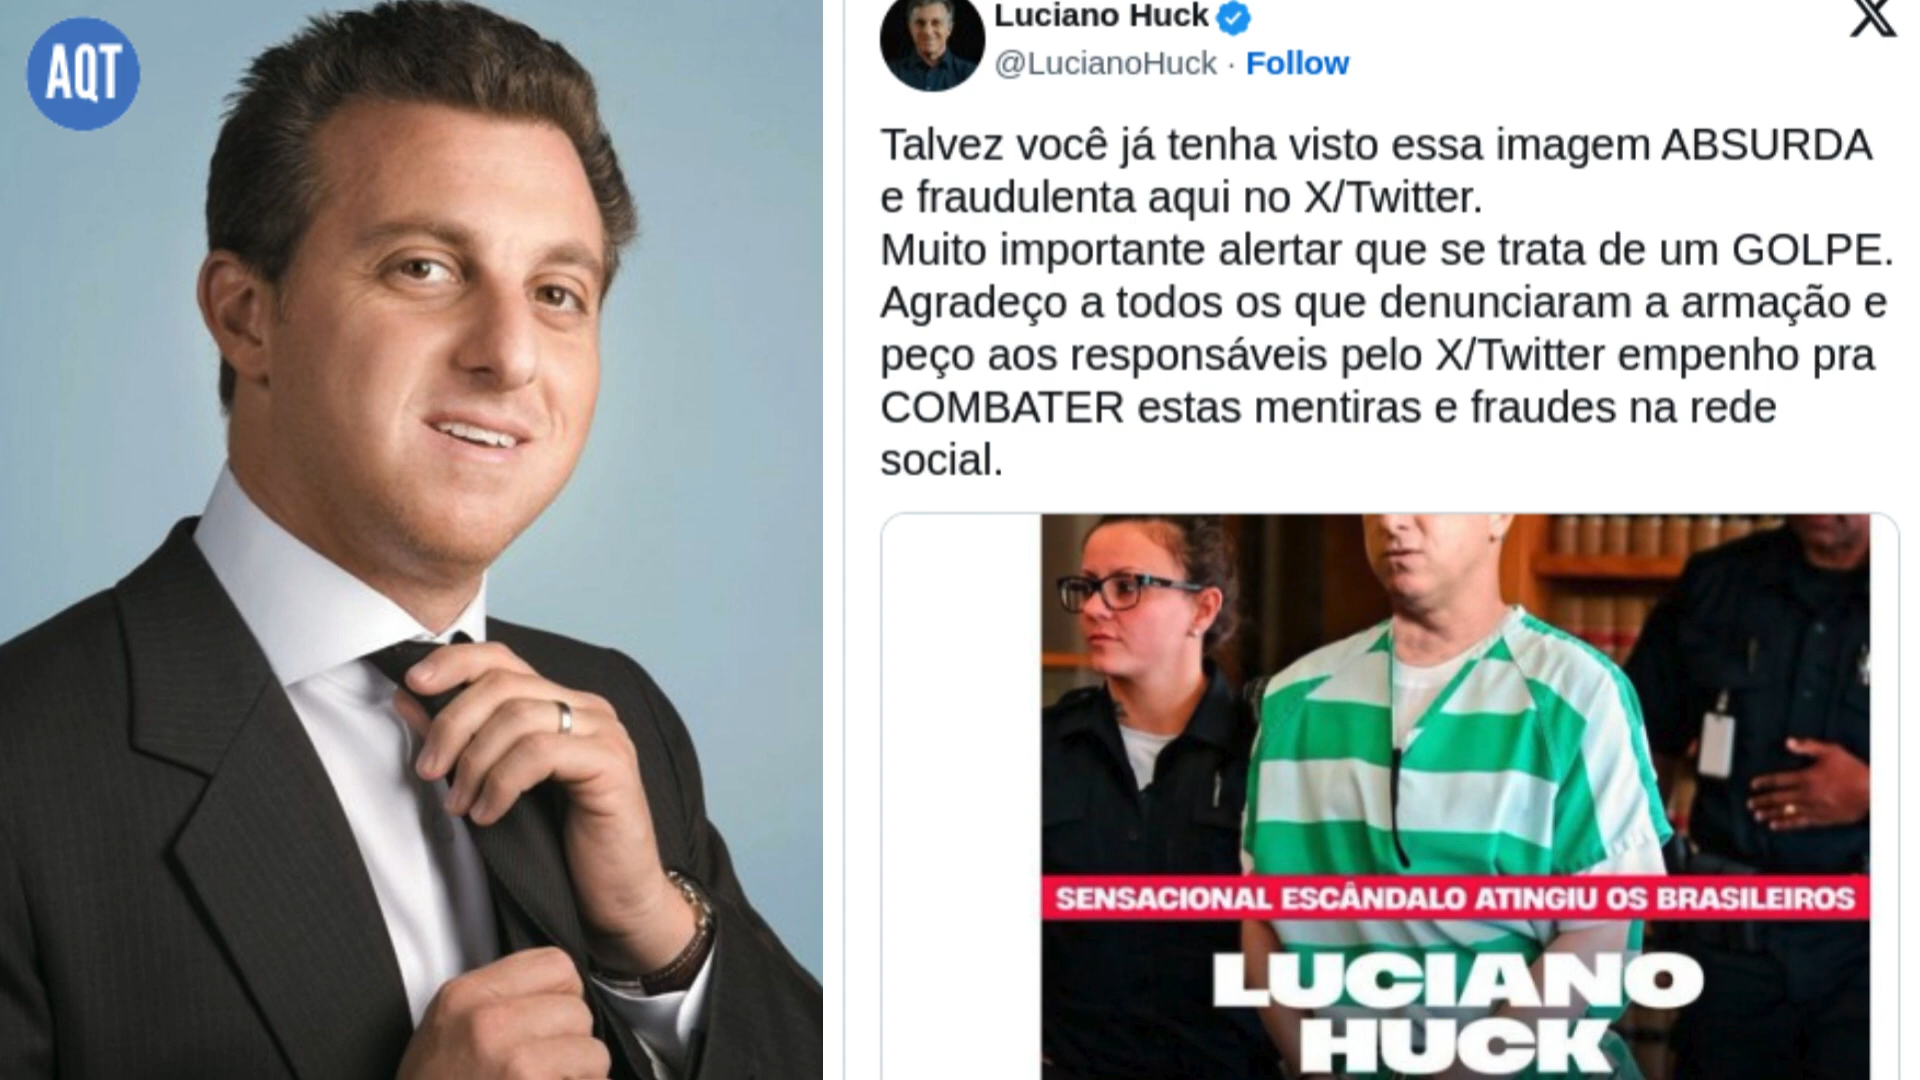 AQT
Luciano Huck
@LucianoHuck · Follow
Talvez você já tenha visto essa imagem ABSURDA
e fraudulenta aqui no X/Twitter.
Muito importante alertar que se trata de um GOLPE.
Agradeço a todos os que denunciaram a armação e
peço aos responsáveis pelo X/Twitter empenho pra
COMBATER estas mentiras e fraudes na rede
social.
SENSACIONAL ESCÂNDALO ATINGIU OS BRASILEIROS
LUCIANO
HUCK